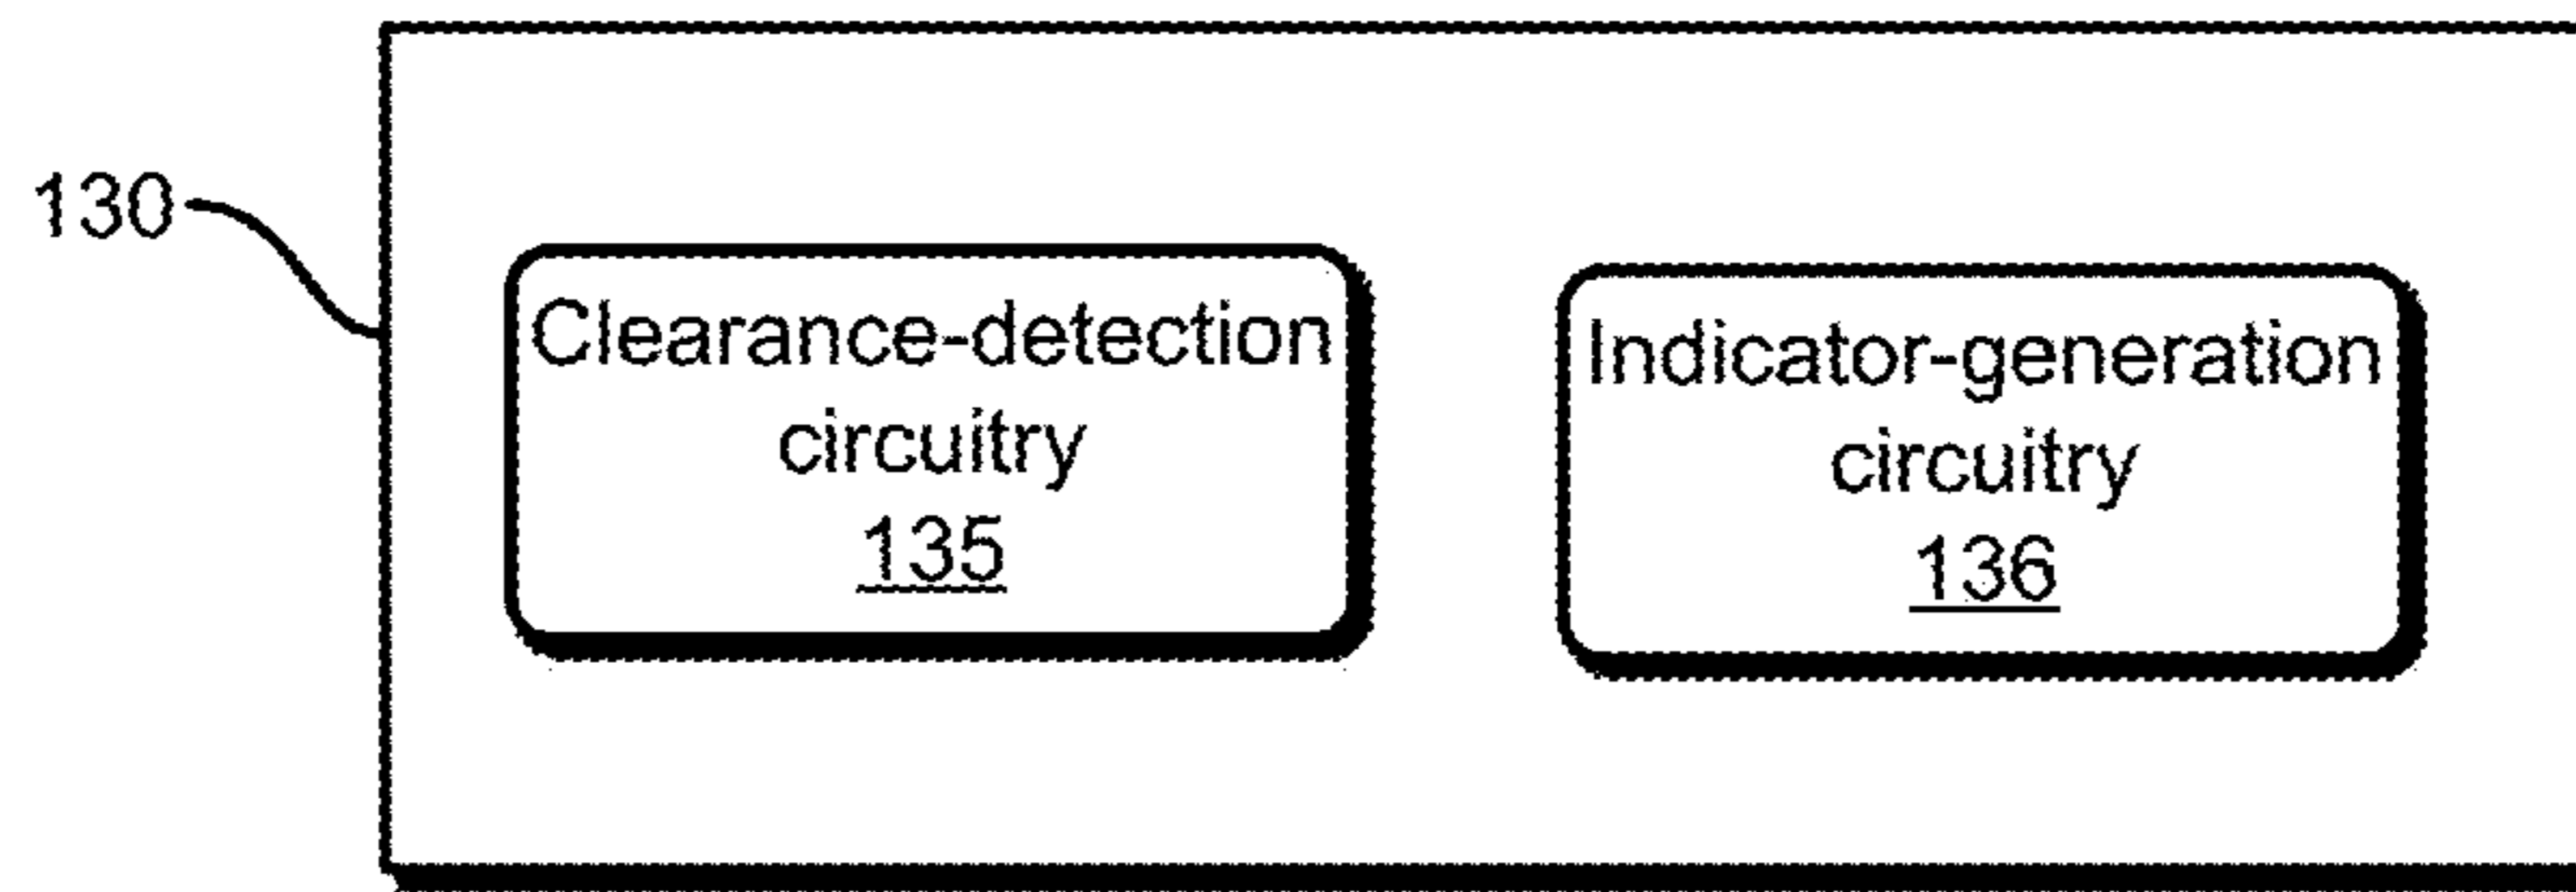 130
Clearance-detection
circuitry
135
Indicator-generation
circuitry
136